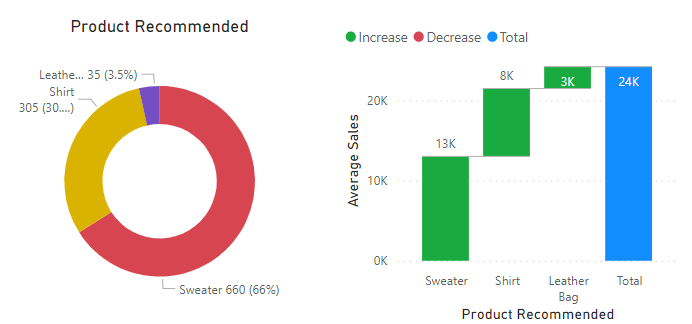 Product Recommended
Leathe... 35 (3.5%)
Shirt
305 (30....)
Sweater 660 (66%)
Increase Decrease Total
Average Sales
20K
10K
0K
13K
8K
3K
24K
Sweater
Shirt
Leather
Bag
Total
Product Recommended